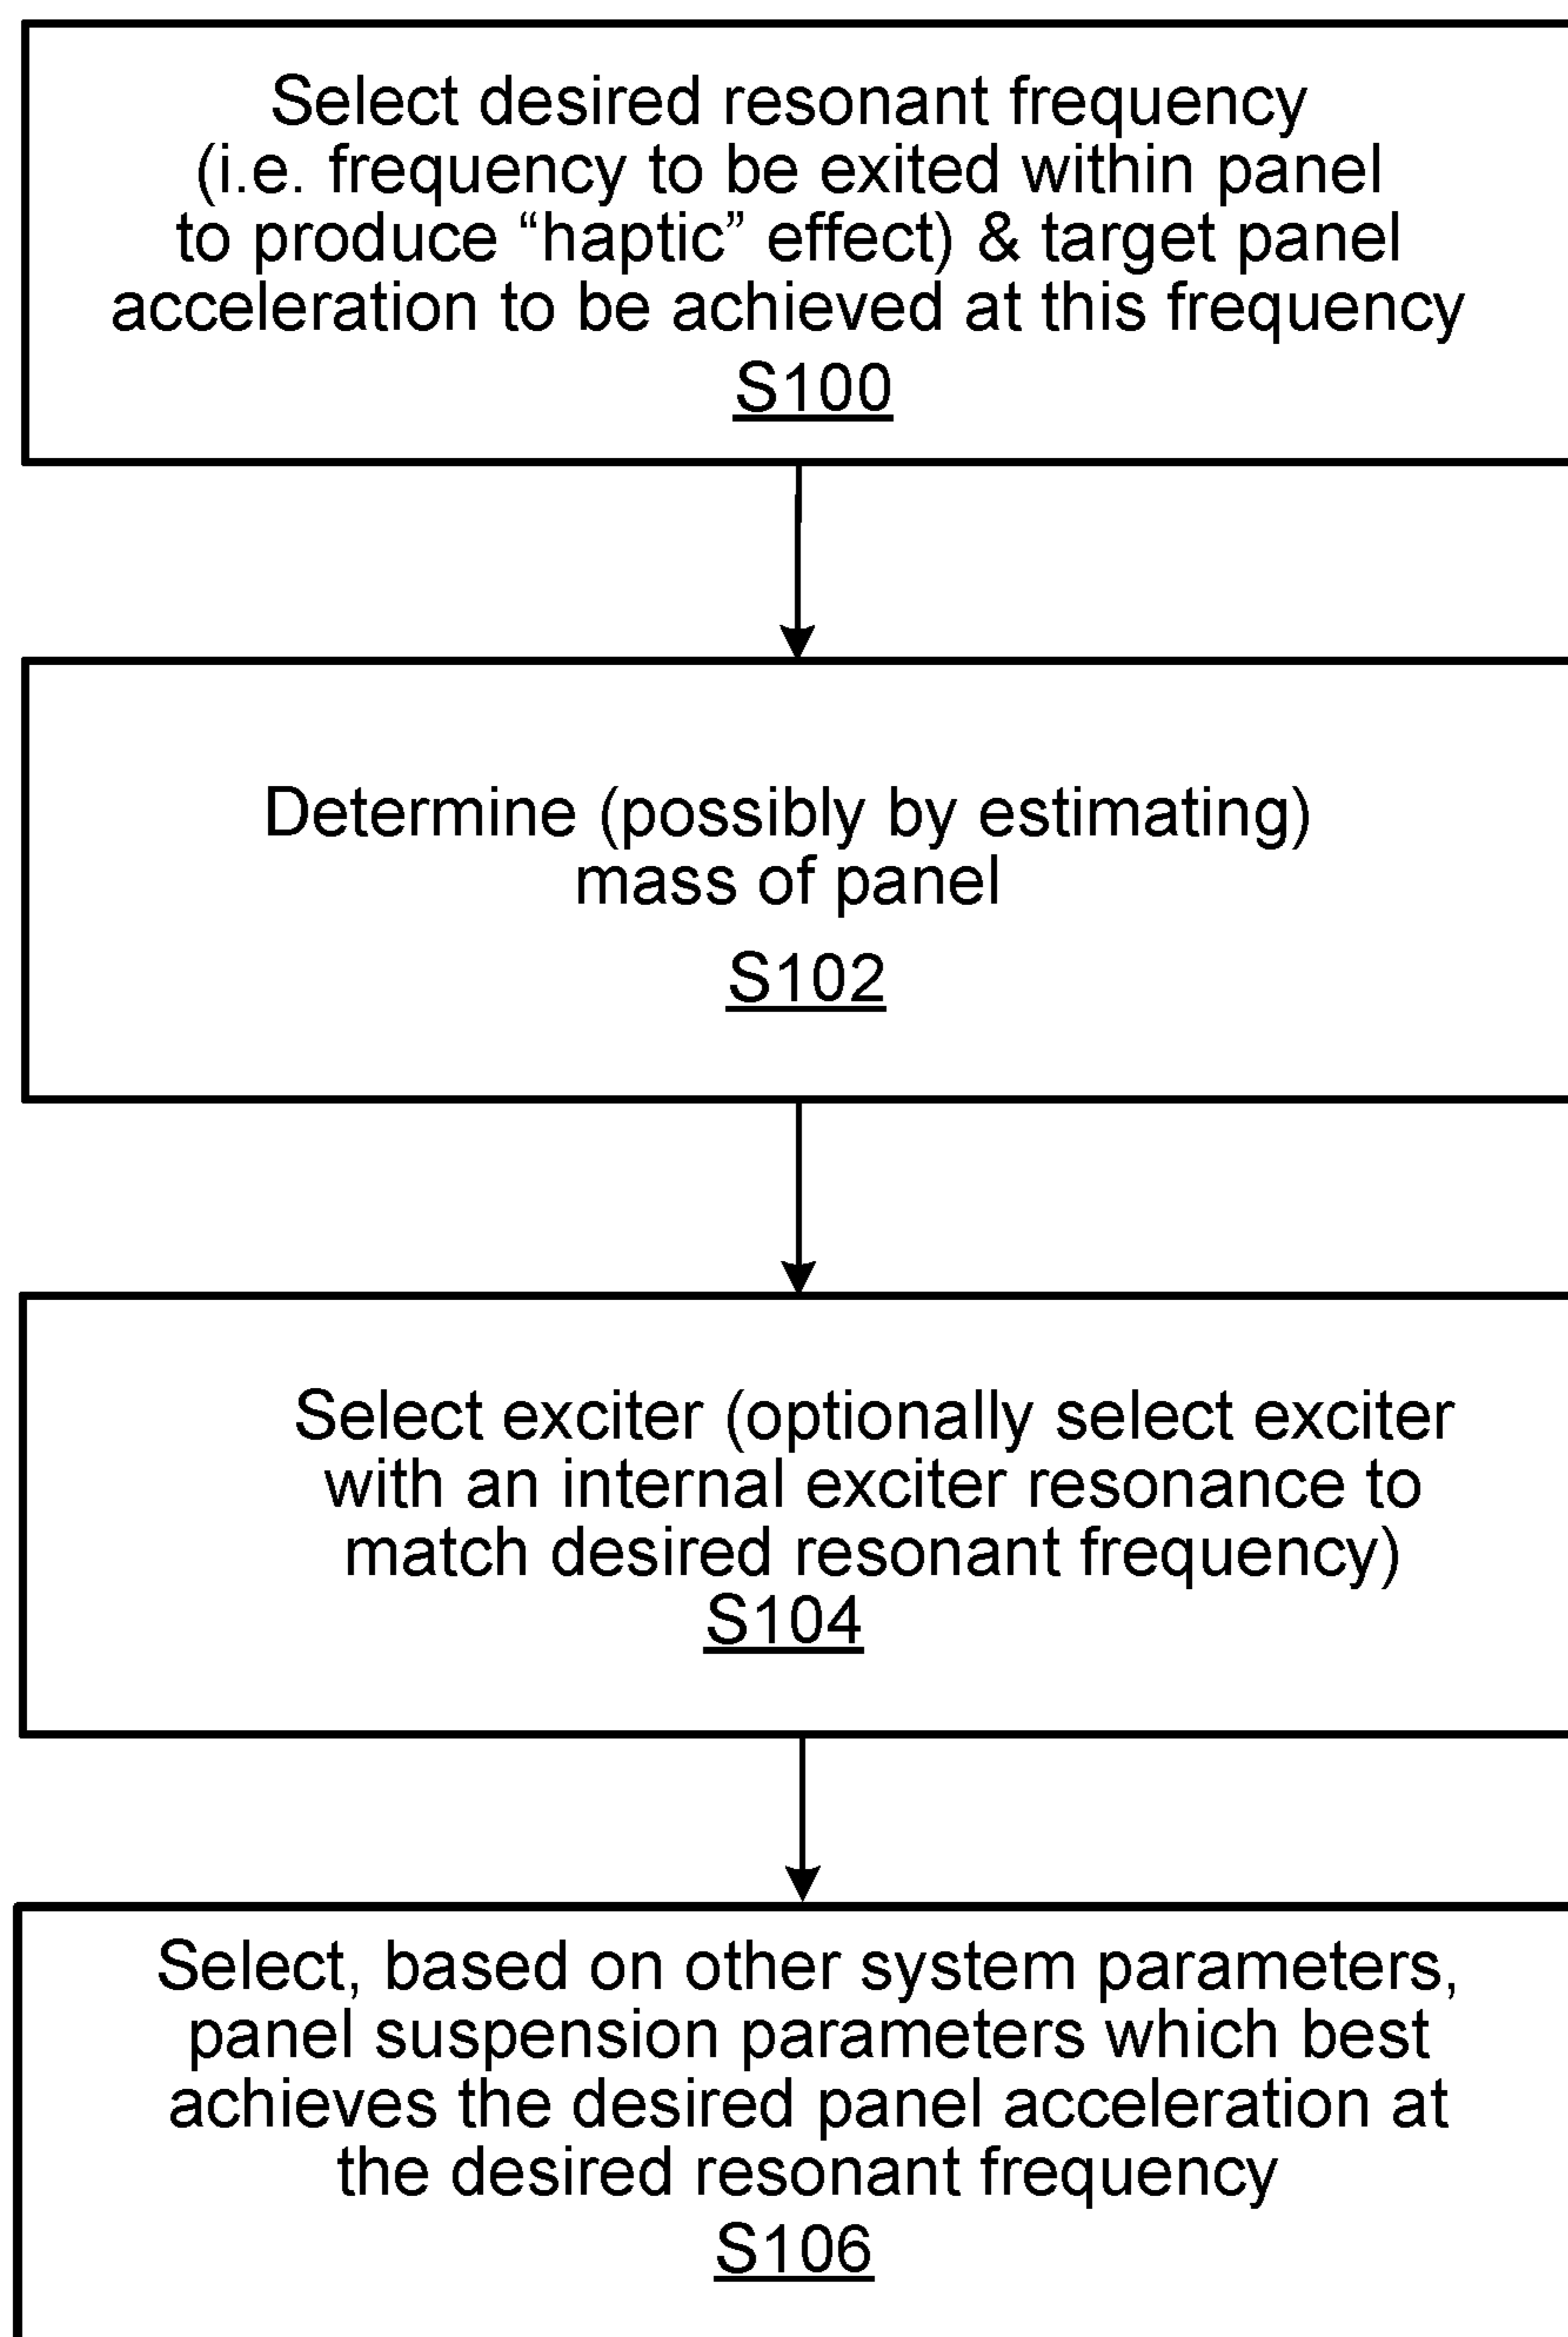 Select desired resonant frequency
(i.e. frequency to be exited within panel
to produce “haptic” effect) & target panel
acceleration to be achieved at this frequency
S100
Determine (possibly by estimating)
mass of panel
S102
Select exciter (optionally select exciter
with an internal exciter resonance to
match desired resonant frequency)
S104
Select, based on other system parameters,
panel suspension parameters which best
achieves the desired panel acceleration at
the desired resonant frequency
S106